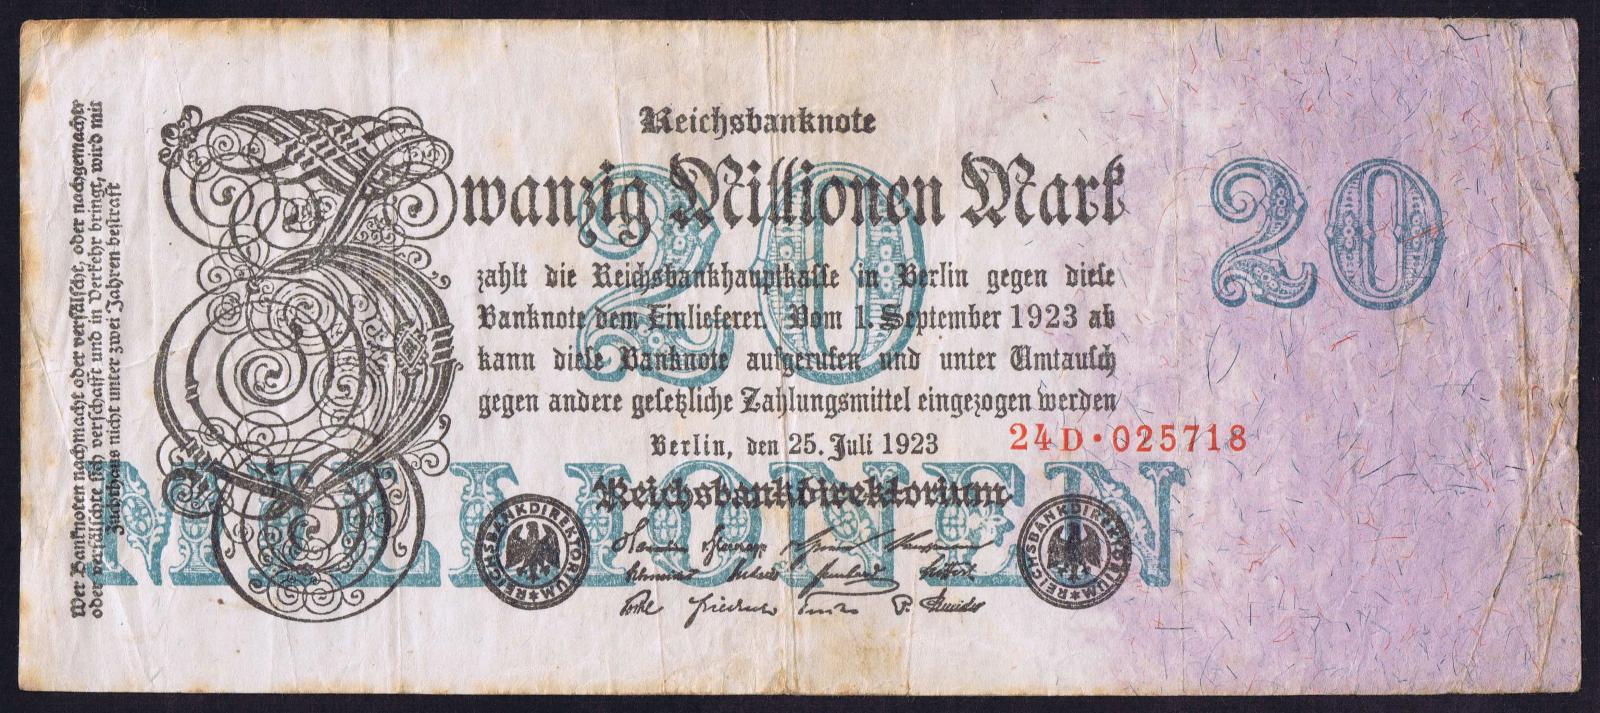 Reichsbanknote
Zwanzig Millionen Mark
20
20
zahlt die Reichsbankhauptkasse in Berlin gegen diese
Banknote dem Einlieferer. Vom 1. September 1923 ab
kann diese Banknote aufgerufen und unter Umtausch
gegen andere gesetzliche Zahlungsmittel eingezogen werden
Berlin, den 25. Juli 1923
24D·025718
Reichsbankdirektorium
MILLIONEN
REICHSBANKDIREKTORIUM
REICHSBANKDIREKTORIUM
Wer Banknoten nachmacht oder verfälscht, oder nachgemachte
oder verfälschte sich verschafft und in Verkehr bringt, wird mit
Zuchthaus nicht unter zwei Jahren bestraft